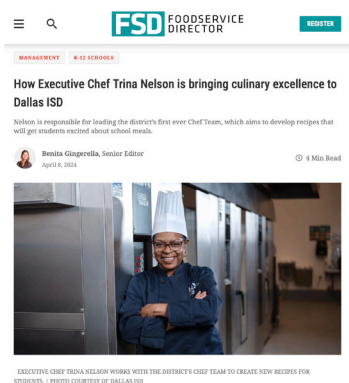 FSD FOODSERVICE
DIRECTOR
REGISTER
MANAGEMENT K-12 SCHOOLS
How Executive Chef Trina Nelson is bringing culinary excellence to
Dallas ISD
Nelson is responsible for leading the district's first ever Chef Team, which aims to develop recipes that
will get students excited about school meals.
Benita Gingerella, Senior Editor
April 8, 2024
4 Min Read
EXECUTIVE CHEF TRINA NELSON WORKS WITH THE DISTRICT'S CHEF TEAM TO CREATE NEW RECIPES FOR
STUDENTS. | PHOTO COURTESY OF DALLAS ISD